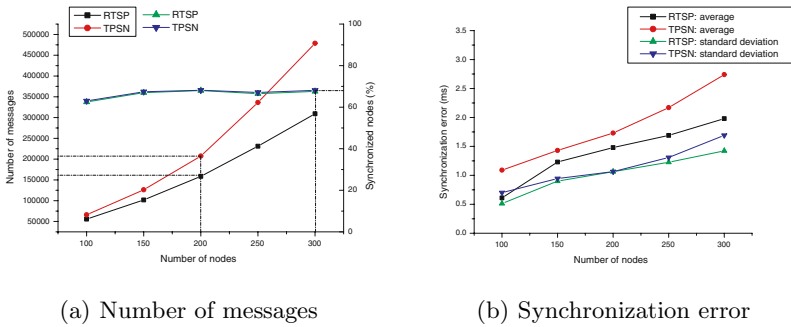 RTSP
TPSN
RTSP
TPSN
Number of messages
500000
450000
400000
350000
300000
250000
200000
150000
100000
50000
100
80
60
40
20
0
Synchronized nodes (%)
100
150
200
250
300
Number of nodes
(a) Number of messages
RTSP: average
TPSN: average
RTSP: standard deviation
TPSN: standard deviation
Synchronization error (ms)
3.5
3.0
2.5
2.0
1.5
1.0
0.5
0.0
100
150
200
250
300
Number of nodes
(b) Synchronization error